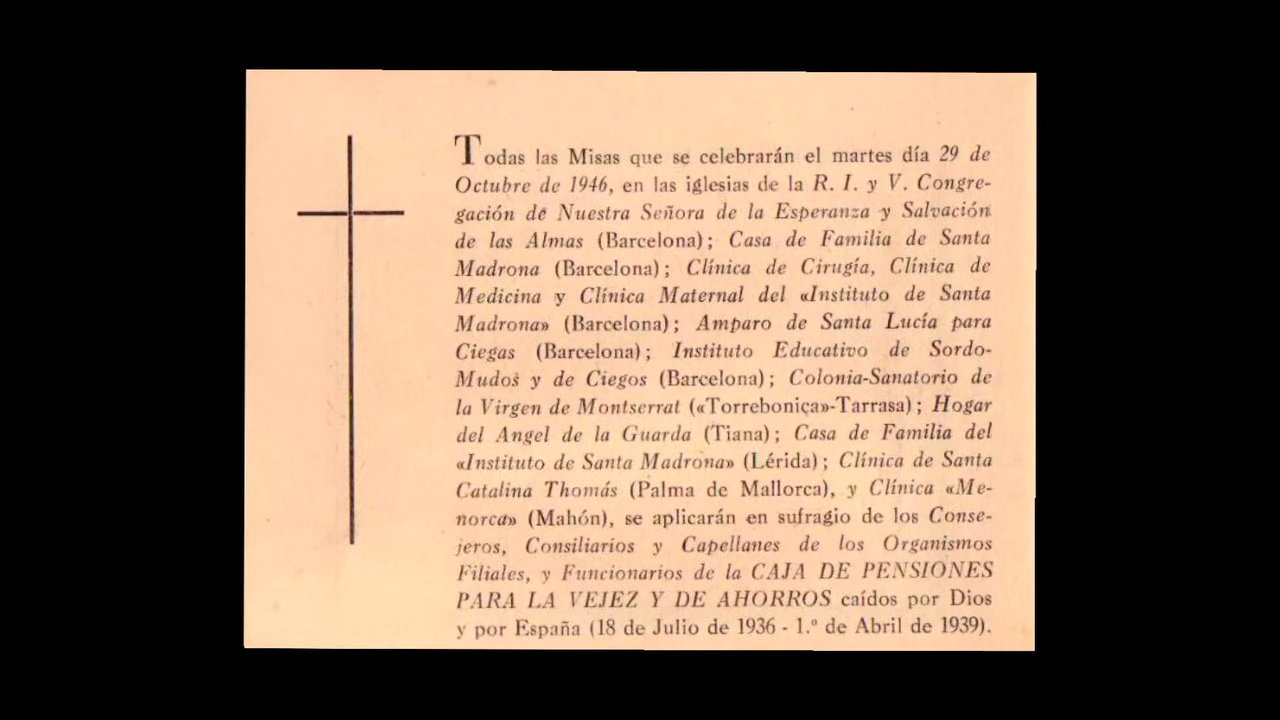 Todas las Misas que se celebrarán el martes día 29 de
Octubre de 1946, en las iglesias de la R. I. y V. Congre-
gación de Nuestra Señora de la Esperanza y Salvación
de las Almas (Barcelona); Casa de Familia de Santa
Madrona (Barcelona); Clínica de Cirugía, Clínica de
Medicina y Clínica Maternal del «Instituto de Santa
Madrona» (Barcelona); Amparo de Santa Lucía para
Ciegas (Barcelona); Instituto Educativo de Sordo-
Mudos y de Ciegos (Barcelona); Colonia-Sanatorio de
la Virgen de Montserrat («Torrebonica»-Tarrasa); Hogar
del Angel de la Guarda (Tiana); Casa de Familia del
«Instituto de Santa Madrona» (Lérida); Clínica de Santa
Catalina Thomás (Palma de Mallorca), y Clínica «Me-
norca» (Mahón), se aplicarán en sufragio de los Conse-
jeros, Consiliarios y Capellanes de los Organismos
Filiales, y Funcionarios de la CAJA DE PENSIONES
PARA LA VEJEZ Y DE AHORROS caídos por Dios
y por España (18 de Julio de 1936 - 1.º de Abril de 1939).